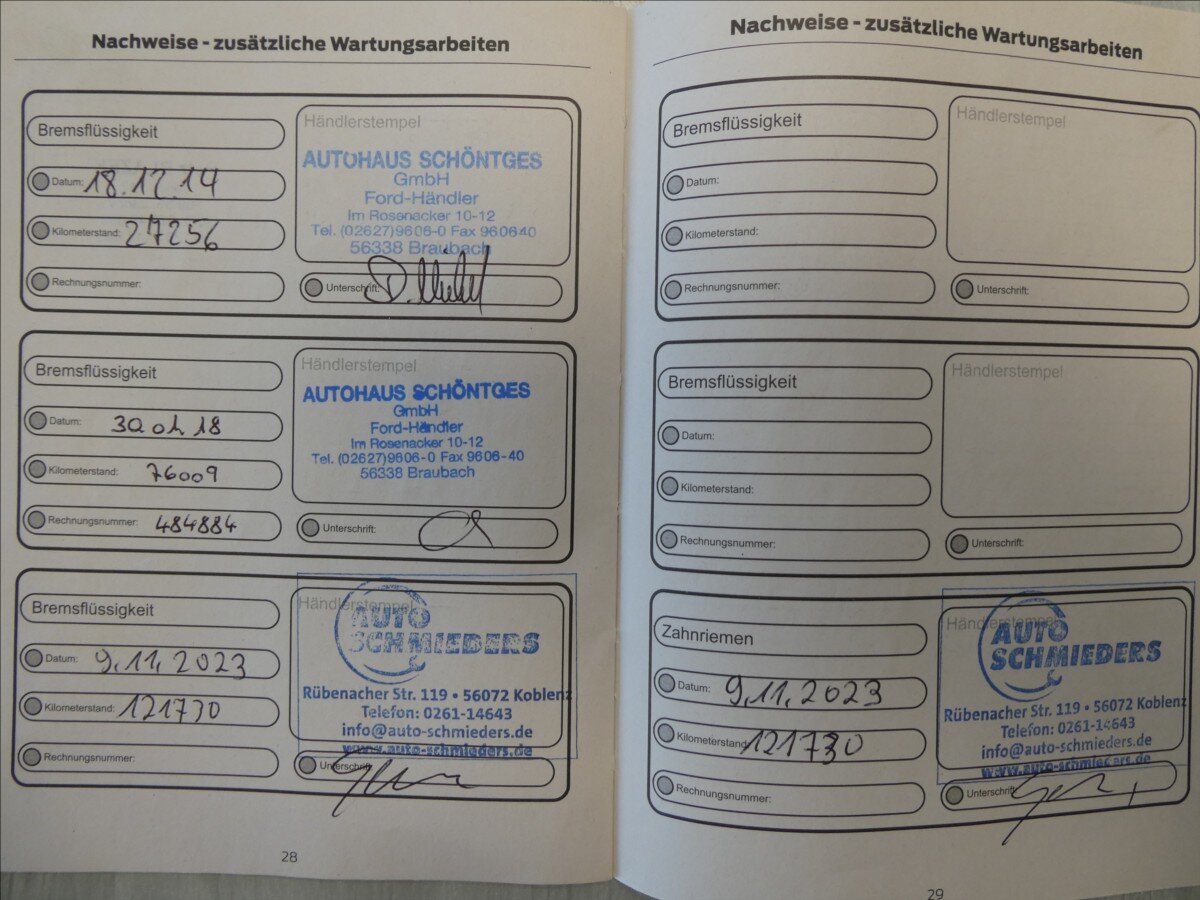 Nachweise - zusätzliche Wartungsarbeiten
Bremsflüssigkeit
Datum: 18.12.14
Kilometerstand: 27256
Rechnungsnummer:
Händlerstempel
AUTOHAUS SCHÖNTGES
GmbH
Ford-Händler
Im Rosenacker 10-12
Tel. (02627)9606-0 Fax 960640
56338 Braubach
Unterschrift:
Bremsflüssigkeit
Datum: 30 01 18
Kilometerstand: 76009
Rechnungsnummer: 484884
Händlerstempel
AUTOHAUS SCHÖNTGES
GmbH
Ford-Händler
Im Rosenacker 10-12
Tel. (02627)9606-0 Fax 9606-40
56338 Braubach
Unterschrift:
Bremsflüssigkeit
Datum: 9.11.2023
Kilometerstand: 121730
Rechnungsnummer:
Händlerstempel
AUTO
SCHMIEDERS
Rübenacher Str. 119 • 56072 Koblenz
Telefon: 0261-14643
info@auto-schmieders.de
www.auto-schmieders.de
Unterschrift
28
Nachweise - zusätzliche Wartungsarbeiten
Bremsflüssigkeit
Datum:
Kilometerstand:
Rechnungsnummer:
Händlerstempel
Unterschrift:
Bremsflüssigkeit
Datum:
Kilometerstand:
Rechnungsnummer:
Händlerstempel
Unterschrift:
Zahnriemen
Datum: 9.11.2023
Kilometerstand: 121730
Rechnungsnummer:
Händlerstempel
AUTO
SCHMIEDERS
Rübenacher Str. 119 • 56072 Koblenz
Telefon: 0261-14643
info@auto-schmieders.de
www.auto-schmieders.de
Unterschrift
29